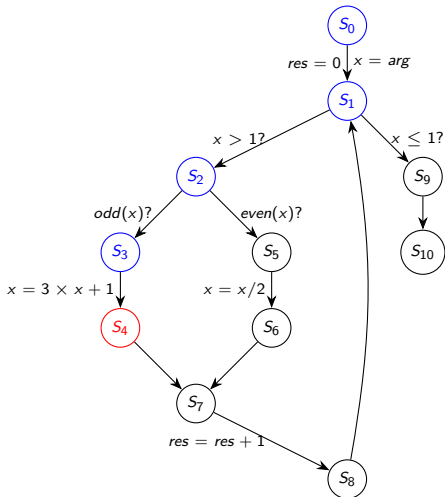 S0
res = 0 x = arg
S1
x > 1? x ≤ 1?
S2 S9
odd(x)? even(x)?
S3 S5 S10
x = 3 × x + 1 x = x/2
S4 S6
S7
res = res + 1
S8